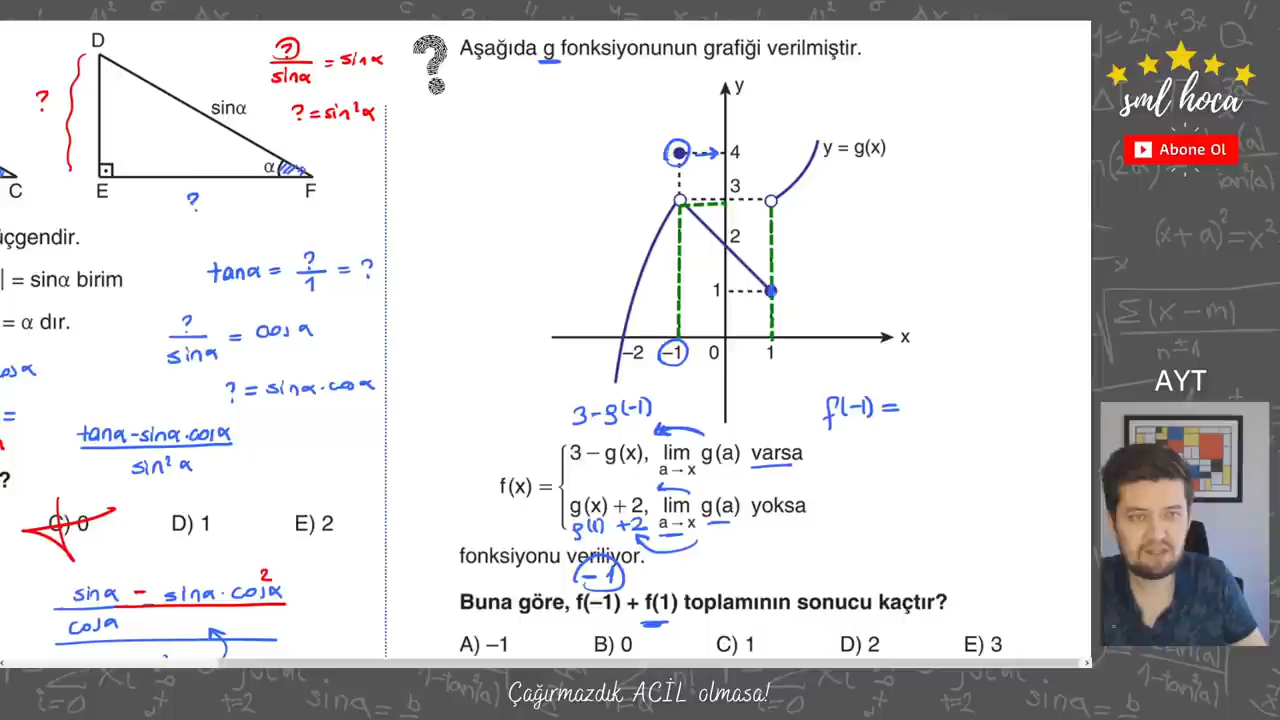 D
?
sinα
α
E
F
?
C
?/sinα = sinα
? = sin²α
üçgendir.
| = sinα birim
= α dır.
cosα
=
?
tanα = ?/1 = ?
?/sinα = cosα
? = sinα·cosα
tanα-sinα·cosα
sin²α
C) 0
D) 1
E) 2
sinα - sinα·cos²α
cosα
?
Aşağıda g fonksiyonunun grafiği verilmiştir.
y
4
y = g(x)
3
2
1
x
-2
-1
0
1
3-g(-1)
f(-1) =
f(x) =
3 – g(x), lim g(a) varsa
a→x
g(x) + 2, lim g(a) yoksa
a→x
g(1) +2
fonksiyonu veriliyor.
-1
Buna göre, f(–1) + f(1) toplamının sonucu kaçtır?
A) –1
B) 0
C) 1
D) 2
E) 3
sml hoca
Abone Ol
AYT
Çağırmazdık ACİL olmasa!